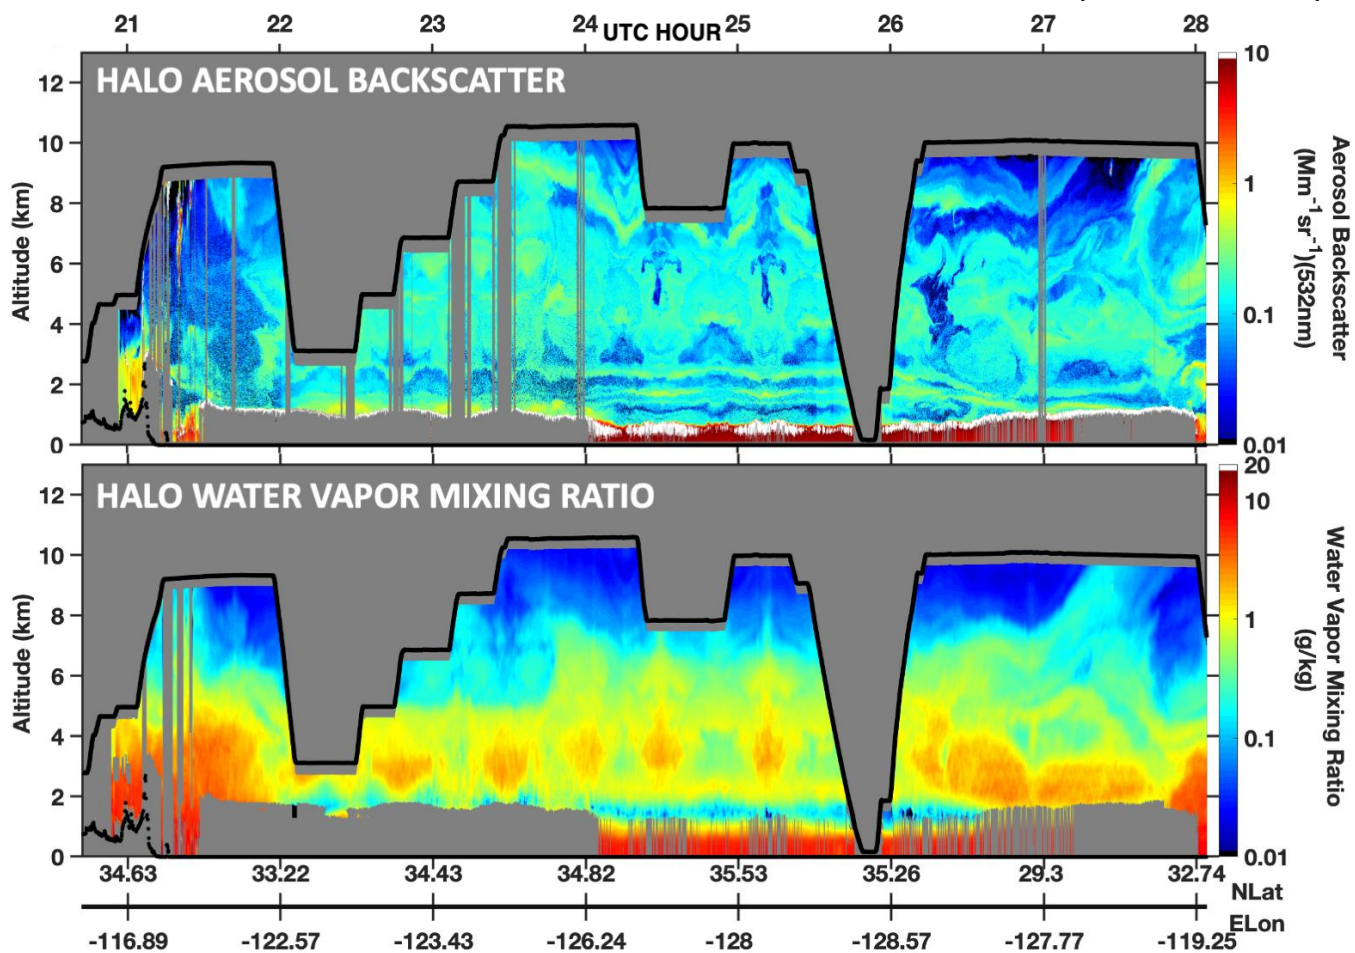 21 22 23 24 UTC HOUR 25 26 27 28
HALO AEROSOL BACKSCATTER
12
10
8
6
4
2
0
Altitude (km)
10
1
0.1
0.01
Aerosol Backscatter
(Mm-1 sr-1)(532nm)
HALO WATER VAPOR MIXING RATIO
12
10
8
6
4
2
0
Altitude (km)
20
10
1
0.1
0.01
Water Vapor Mixing Ratio
(g/kg)
34.63 33.22 34.43 34.82 35.53 35.26 29.3 32.74
NLat
ELon
-116.89 -122.57 -123.43 -126.24 -128 -128.57 -127.77 -119.25